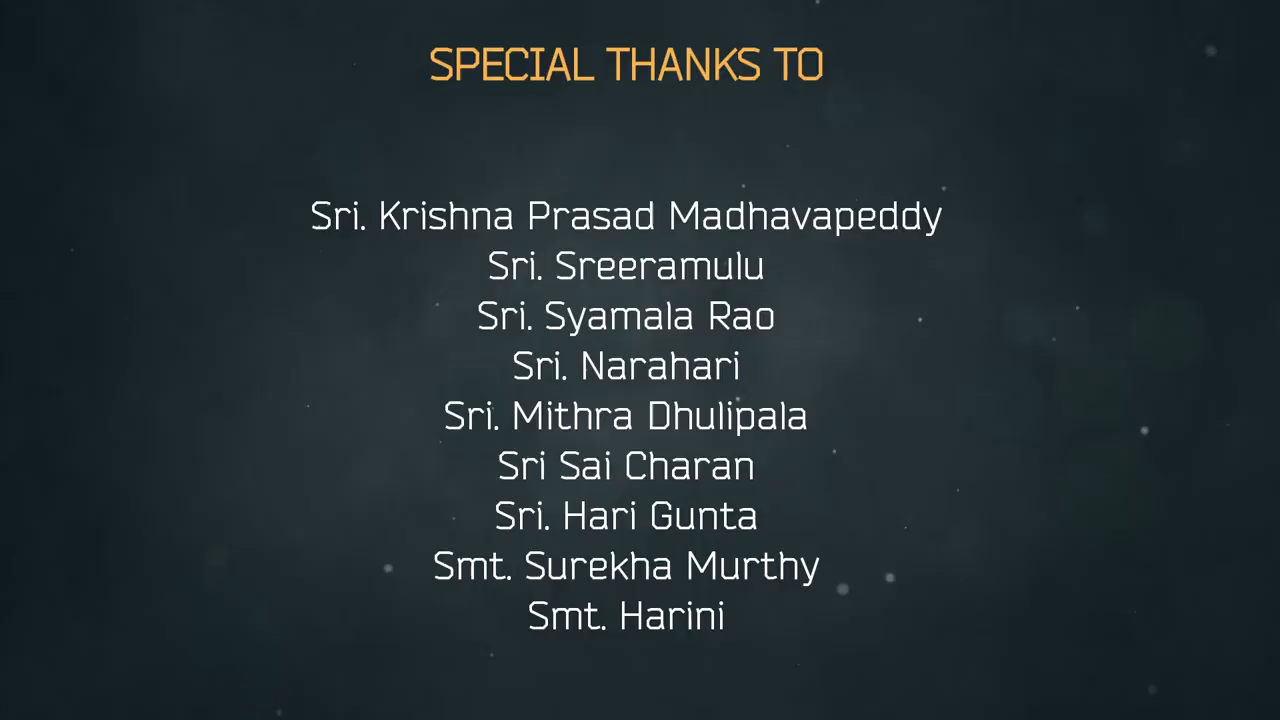 SPECIAL THANKS TO
Sri. Krishna Prasad Madhavapeddy
Sri. Sreeramulu
Sri. Syamala Rao
Sri. Narahari
Sri. Mithra Dhulipala
Sri Sai Charan
Sri. Hari Gunta
Smt. Surekha Murthy
Smt. Harini